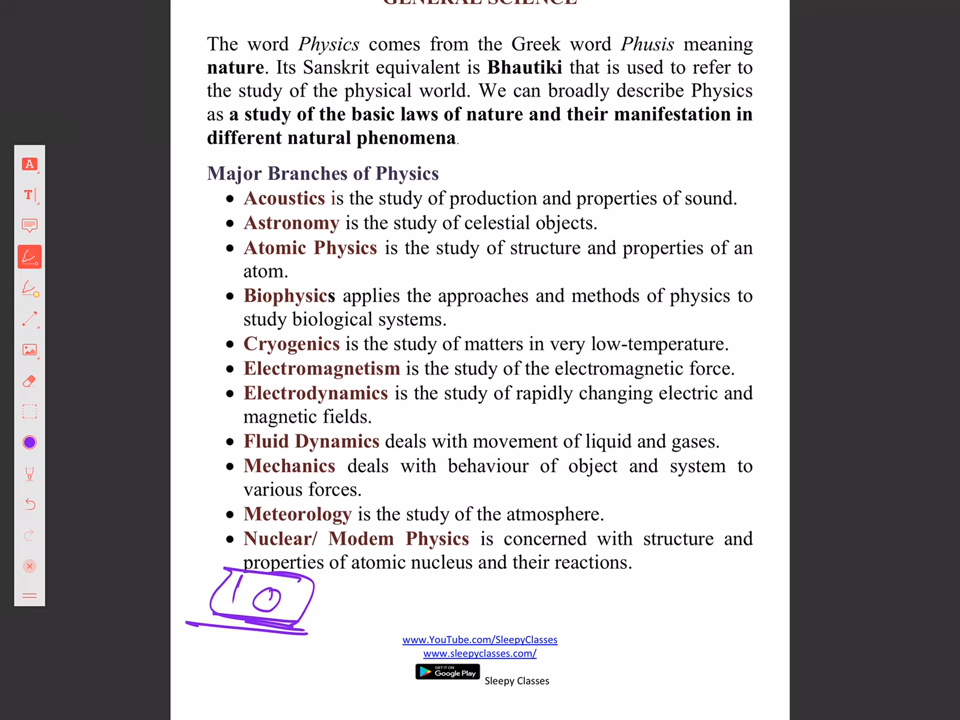 GENERAL SCIENCE
The word Physics comes from the Greek word Phusis meaning
nature. Its Sanskrit equivalent is Bhautiki that is used to refer to
the study of the physical world. We can broadly describe Physics
as a study of the basic laws of nature and their manifestation in
different natural phenomena.
Major Branches of Physics
• Acoustics is the study of production and properties of sound.
• Astronomy is the study of celestial objects.
• Atomic Physics is the study of structure and properties of an
atom.
• Biophysics applies the approaches and methods of physics to
study biological systems.
• Cryogenics is the study of matters in very low-temperature.
• Electromagnetism is the study of the electromagnetic force.
• Electrodynamics is the study of rapidly changing electric and
magnetic fields.
• Fluid Dynamics deals with movement of liquid and gases.
• Mechanics deals with behaviour of object and system to
various forces.
• Meteorology is the study of the atmosphere.
• Nuclear/ Modem Physics is concerned with structure and
properties of atomic nucleus and their reactions.
10
www.YouTube.com/SleepyClasses
www.sleepyclasses.com/
GET IT ON
Google Play
Sleepy Classes
A
T